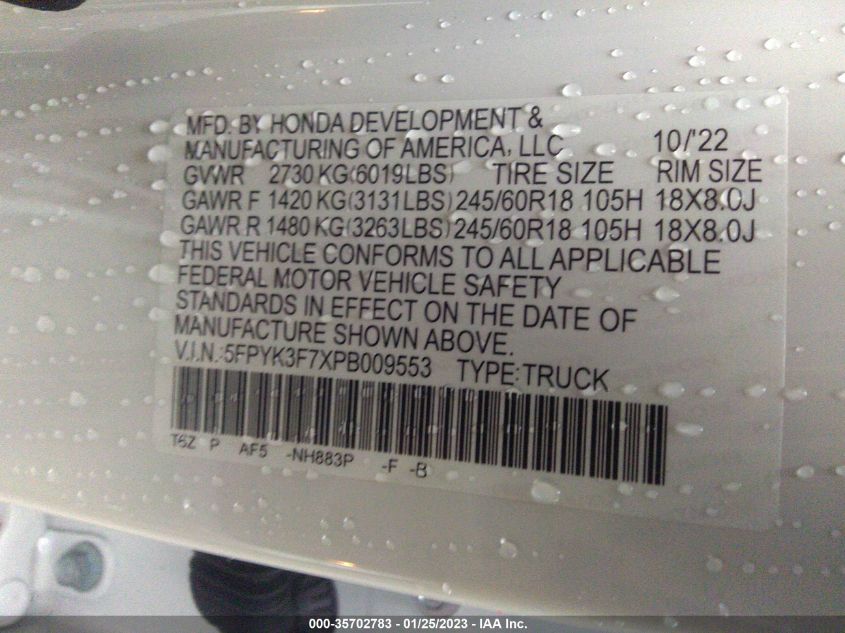 MFD. BY HONDA DEVELOPMENT &
MANUFACTURING OF AMERICA, LLC 10/'22
GVWR 2730 KG(6019LBS) TIRE SIZE RIM SIZE
GAWR F 1420 KG(3131LBS) 245/60R18 105H 18X8.0J
GAWR R 1480 KG(3263LBS) 245/60R18 105H 18X8.0J
THIS VEHICLE CONFORMS TO ALL APPLICABLE
FEDERAL MOTOR VEHICLE SAFETY
STANDARDS IN EFFECT ON THE DATE OF
MANUFACTURE SHOWN ABOVE.
V.I.N.:5FPYK3F7XPB009553 TYPE:TRUCK
T6Z P AF5 -NH883P -F -B
000-35702783 - 01/25/2023 - IAA Inc.